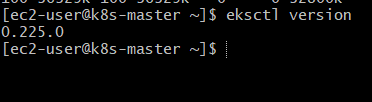 [ec2-user@k8s-master ~]$ eksctl version
0.225.0
[ec2-user@k8s-master ~]$